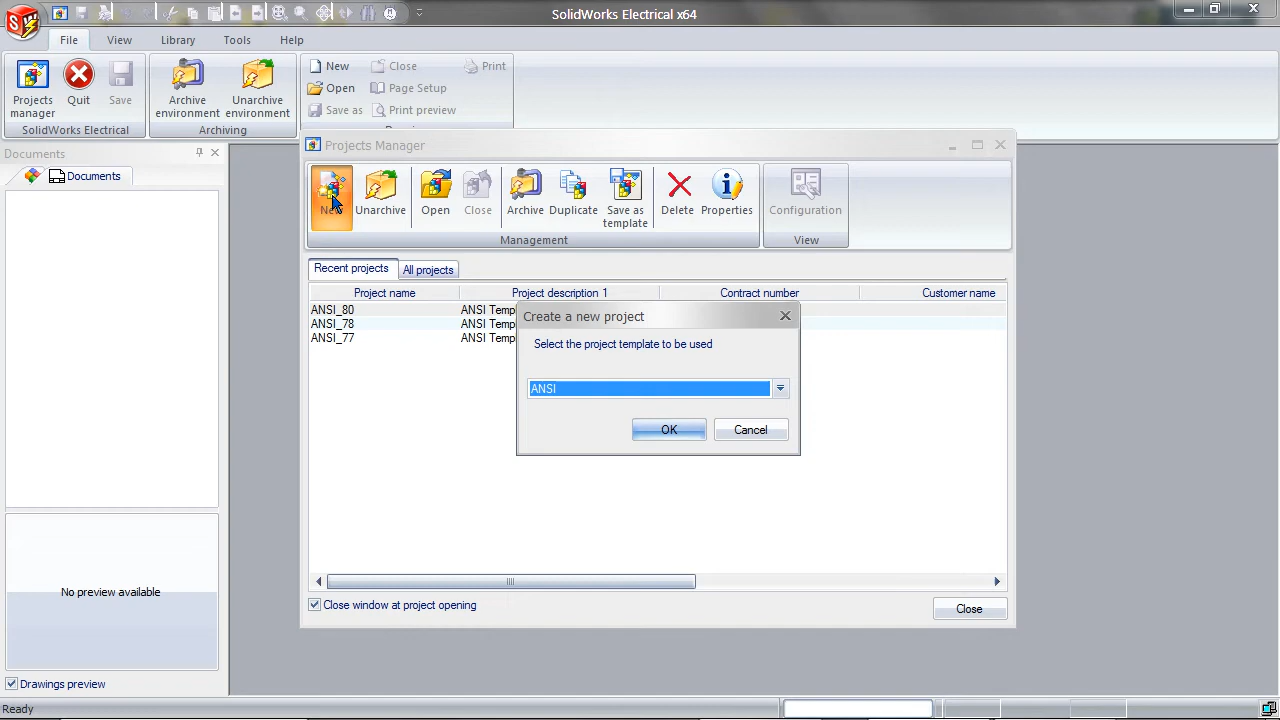 SolidWorks Electrical x64
File View Library Tools Help
Projects manager
Quit
Save
SolidWorks Electrical
Archive environment
Unarchive environment
Archiving
New
Close
Print
Open
Page Setup
Save as
Print preview
Documents
Documents
No preview available
Drawings preview
Ready
Projects Manager
New
Unarchive
Open
Close
Archive
Duplicate
Save as template
Delete
Properties
Management
Configuration
View
Recent projects
All projects
Project name Project description 1 Contract number Customer name
ANSI_80 ANSI Temp
ANSI_78 ANSI Temp
ANSI_77 ANSI Temp
Create a new project
Select the project template to be used
ANSI
OK
Cancel
Close window at project opening
Close